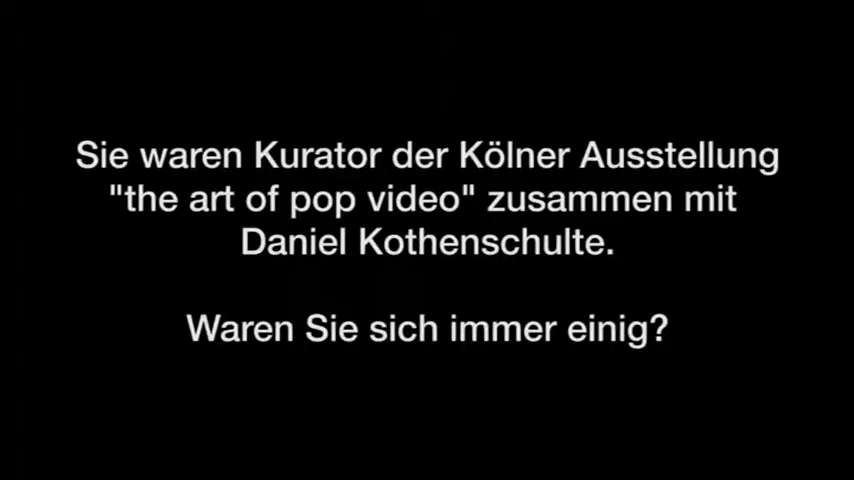 Sie waren Kurator der Kölner Ausstellung
"the art of pop video" zusammen mit
Daniel Kothenschulte.
Waren Sie sich immer einig?